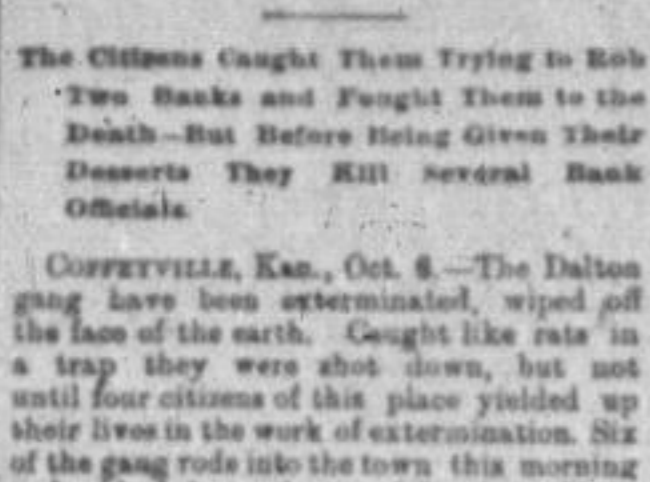 The Citizens Caught Them Trying to Rob
Two Banks and Fought Them to the
Death—But Before Being Given Their
Desserts They Kill Several Bank
Officials.
COFFEYVILLE, Kan., Oct. 6.—The Dalton
gang have been exterminated, wiped off
the face of the earth. Caught like rats in
a trap they were shot down, but not
until four citizens of this place yielded up
their lives in the work of extermination. Six
of the gang rode into the town this morning